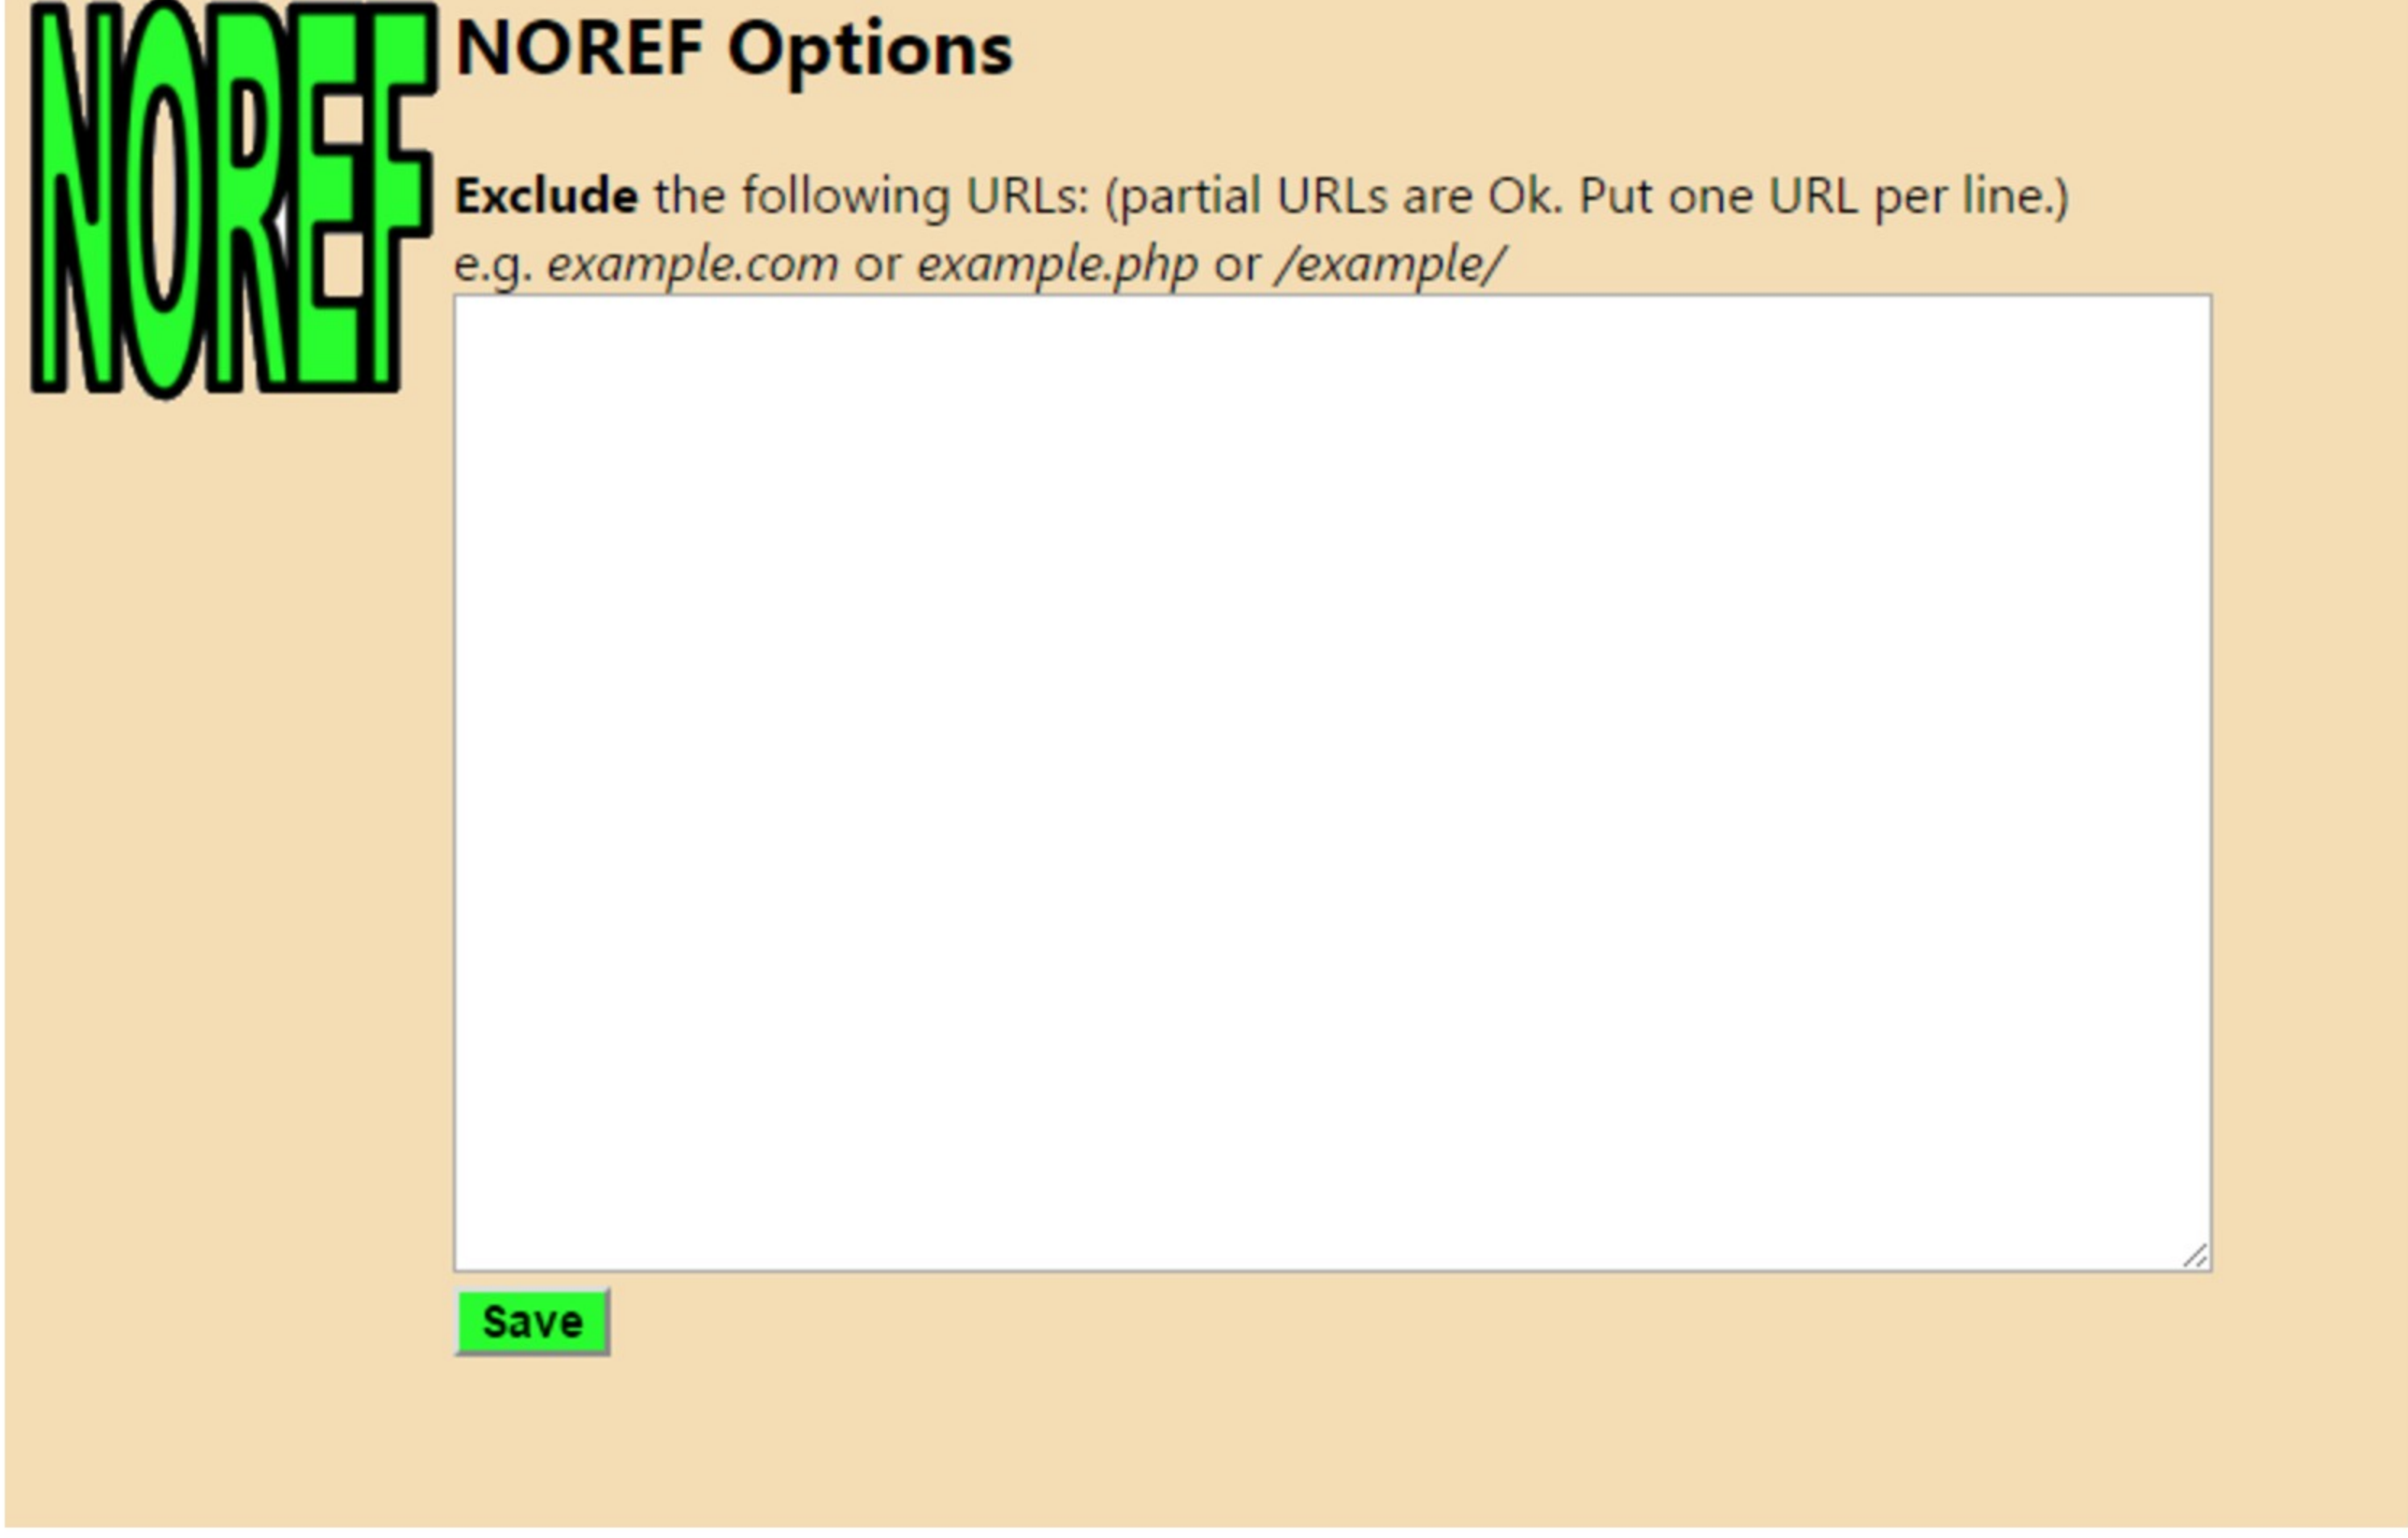 NOREF
NOREF Options
Exclude the following URLs: (partial URLs are Ok. Put one URL per line.)
e.g. example.com or example.php or /example/
Save